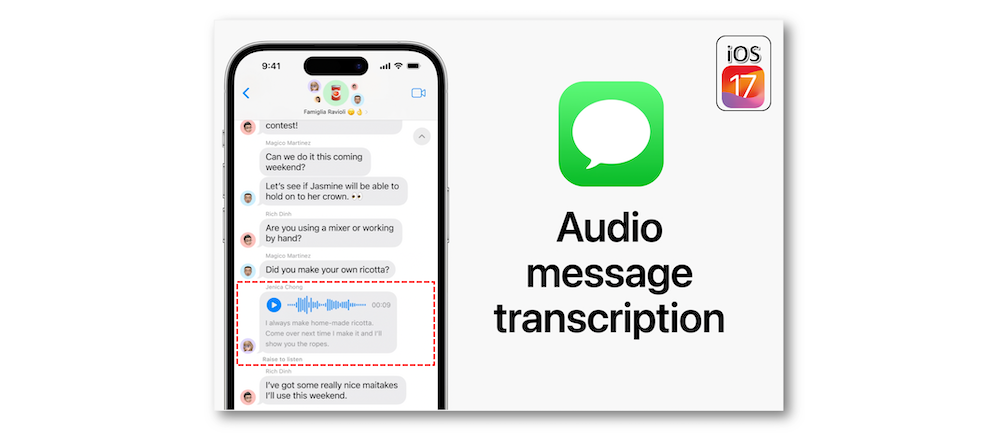 9:41
Famiglia Ravioli 😋👌
contest!
Magico Martinez
Can we do it this coming
weekend?
Let's see if Jasmine will be able to
hold on to her crown. 👀
Rich Dinh
Are you using a mixer or working
by hand?
Magico Martinez
Did you make your own ricotta?
Jenica Chong
00:09
I always make home-made ricotta.
Come over next time I make it and I'll
show you the ropes.
Raise to listen
Rich Dinh
I've got some really nice maitakes
I'll use this weekend.
iOS
17
Audio
message
transcription